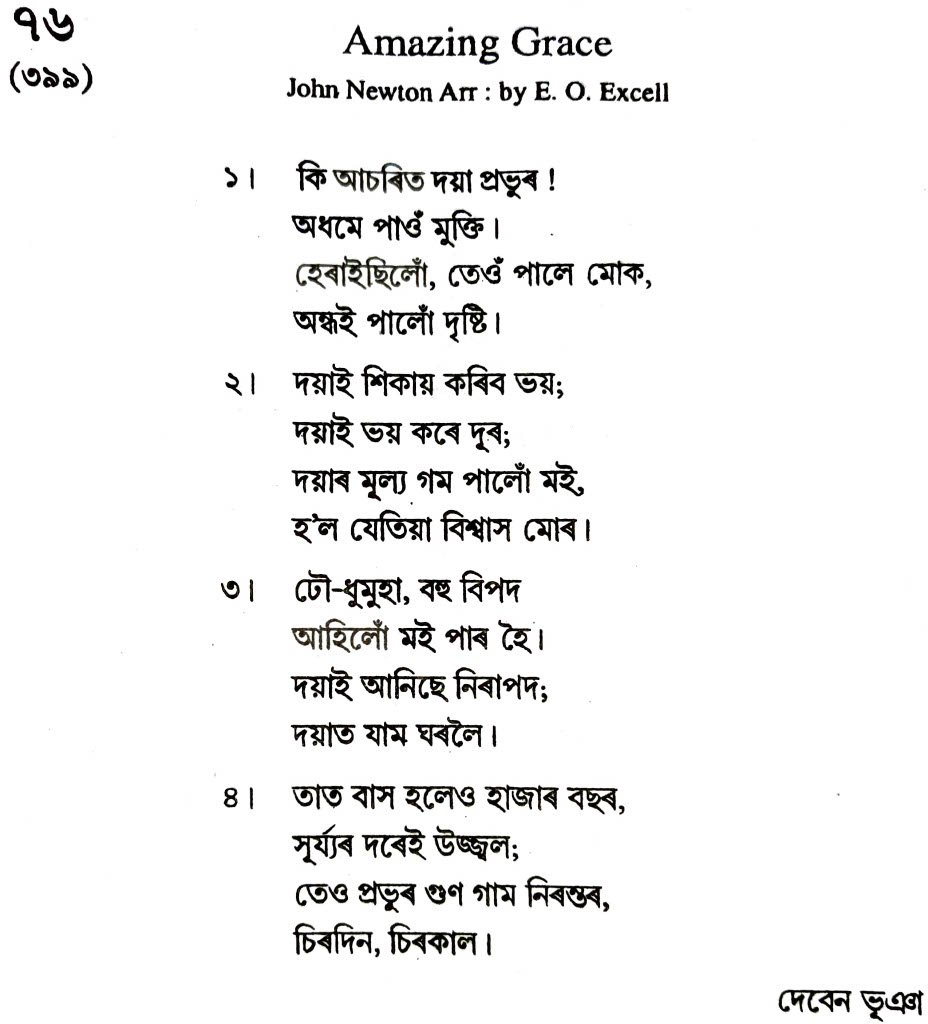 ৭৬
(৩৯৯)
Amazing Grace
John Newton Arr : by E. O. Excell
১। কি আচৰিত দয়া প্ৰভুৰ !
অধমে পাওঁ মুক্তি।
হেৰাইছিলোঁ, তেওঁ পালে মোক,
অন্ধই পালোঁ দৃষ্টি।
২। দয়াই শিকায় কৰিব ভয়;
দয়াই ভয় কৰে দূৰ;
দয়াৰ মূল্য গম পালোঁ মই,
হ'ল যেতিয়া বিশ্বাস মোৰ।
৩। ঢৌ-ধুমুহা, বহু বিপদ
আহিলোঁ মই পাৰ হৈ।
দয়াই আনিছে নিৰাপদ;
দয়াত যাম ঘৰলৈ।
৪। তাত বাস হলেও হাজাৰ বছৰ,
সূৰ্য্যৰ দৰেই উজ্জ্বল;
তেও প্ৰভুৰ গুণ গাম নিৰন্তৰ,
চিৰদিন, চিৰকাল।
দেবেন ভূঞা